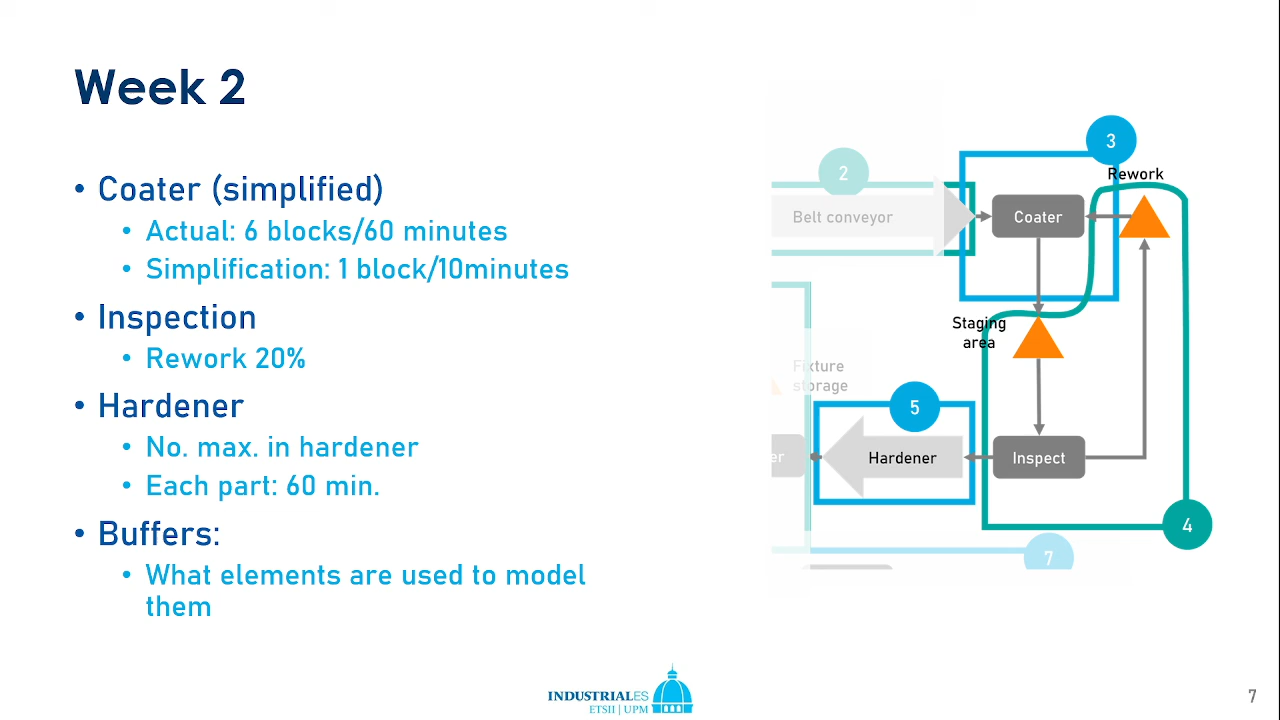 Week 2
• Coater (simplified)
• Actual: 6 blocks/60 minutes
• Simplification: 1 block/10minutes
• Inspection
• Rework 20%
• Hardener
• No. max. in hardener
• Each part: 60 min.
• Buffers:
• What elements are used to model
them
3
2
Rework
Belt conveyor
Coater
Staging
area
Fixture
storage
5
er
Hardener
Inspect
4
7
INDUSTRIALES
ETSII | UPM
7